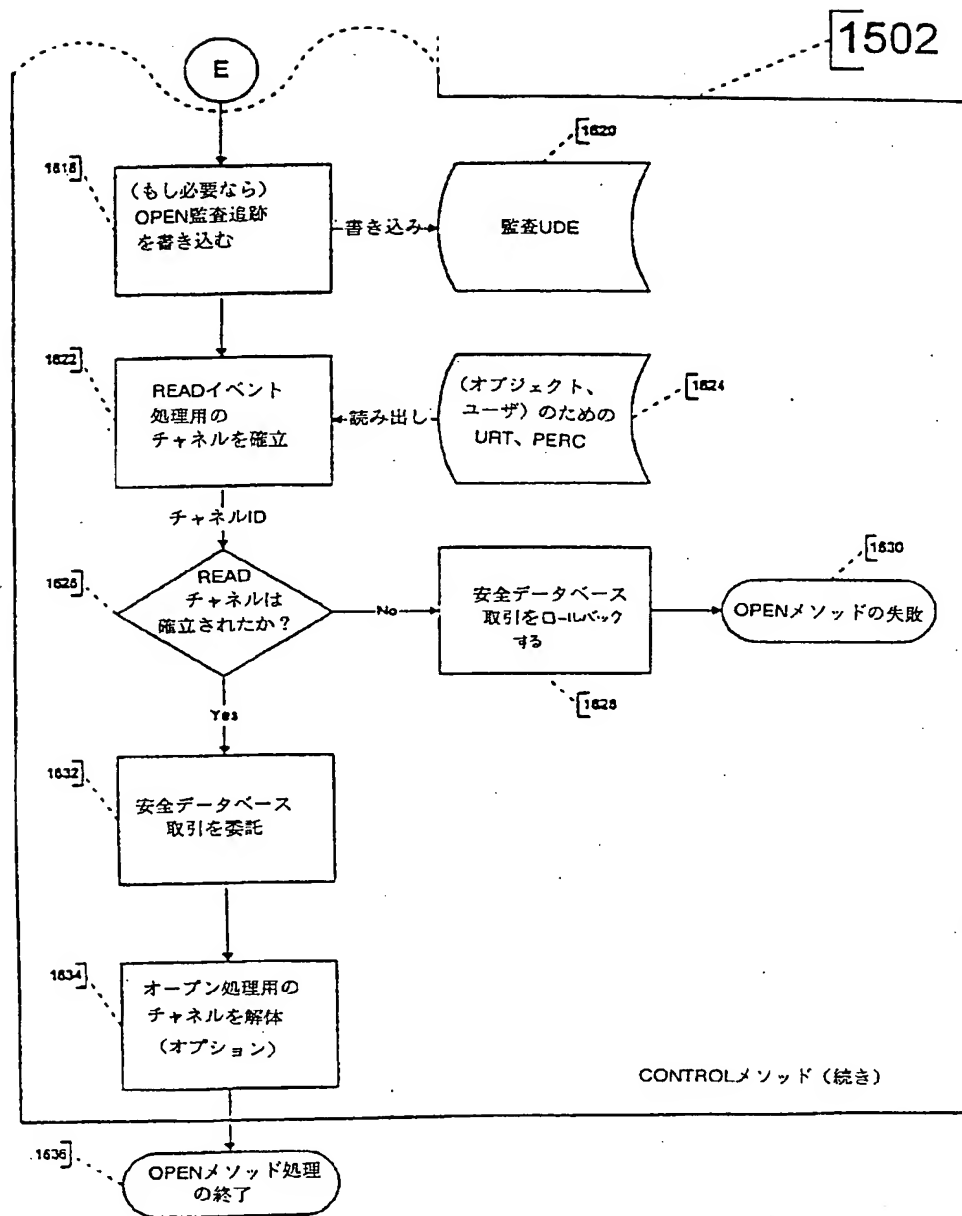 1502
E
1618
(もし必要なら)
OPEN監査追跡
を書き込む
書き込み
1620
監査UDE
1622
READイベント
処理用の
チャネルを確立
読み出し
(オブジェクト、
ユーザ)のための
URT、PERC
1624
チャネルID
1626
READ
チャネルは
確立されたか?
No
安全データベース
取引をロールバック
する
1628
1630
OPENメソッドの失敗
Yes
1632
安全データベース
取引を委託
1634
オープン処理用の
チャネルを解体
(オプション)
CONTROLメソッド(続き)
1636
OPENメソッド処理
の終了